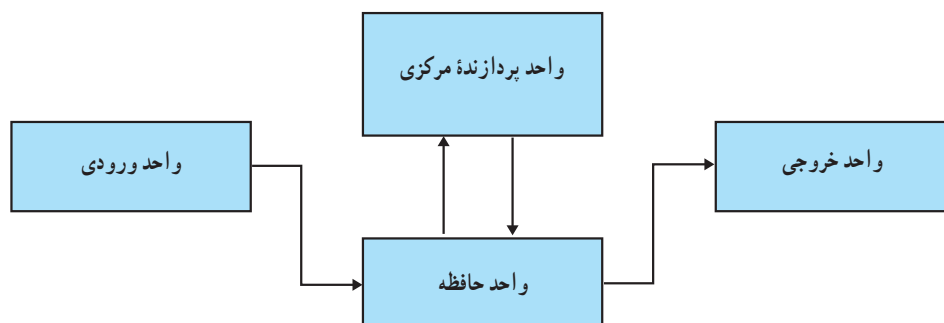 واحد پردازندهٔ مرکزی
واحد ورودی
واحد خروجی
واحد حافظه